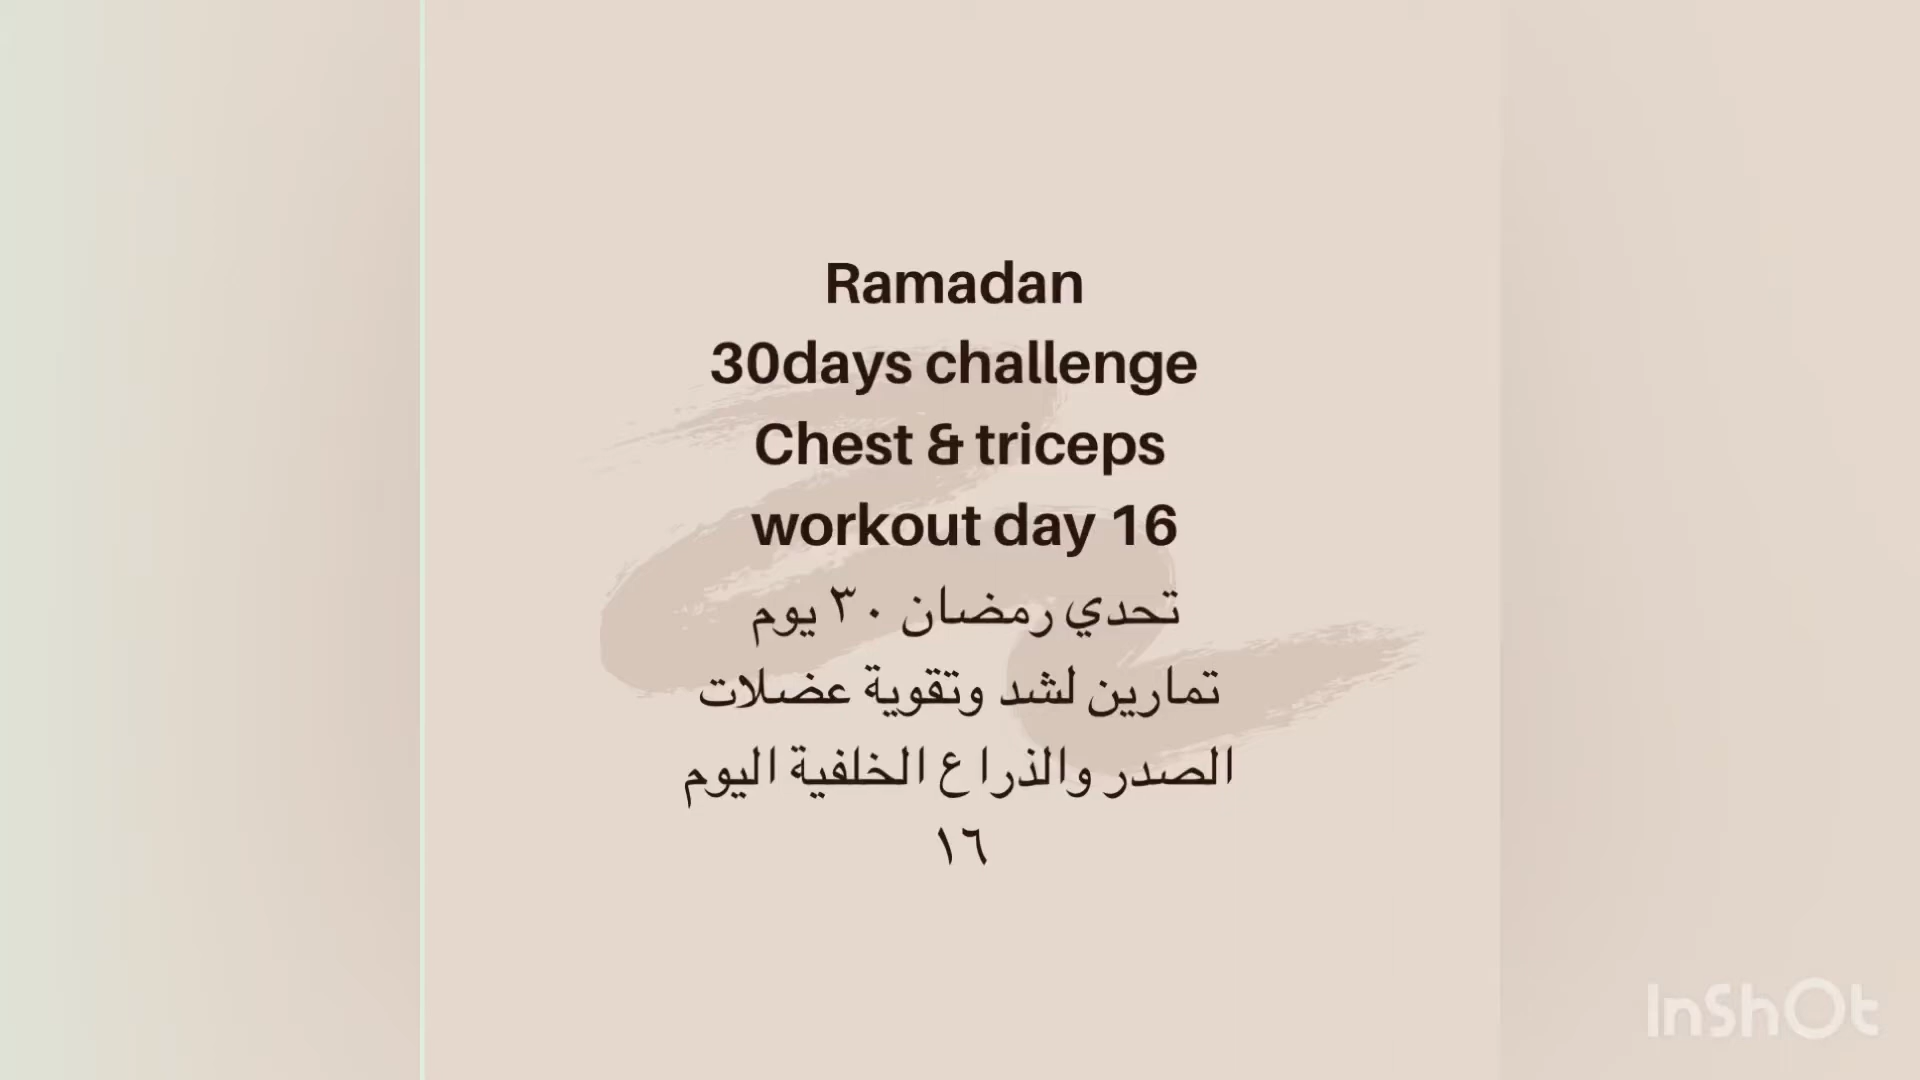 Ramadan
30days challenge
Chest & triceps
workout day 16
تحدي رمضان ٣٠ يوم
تمارين لشد وتقوية عضلات
الصدر والذراع الخلفية اليوم
١٦
InShOt